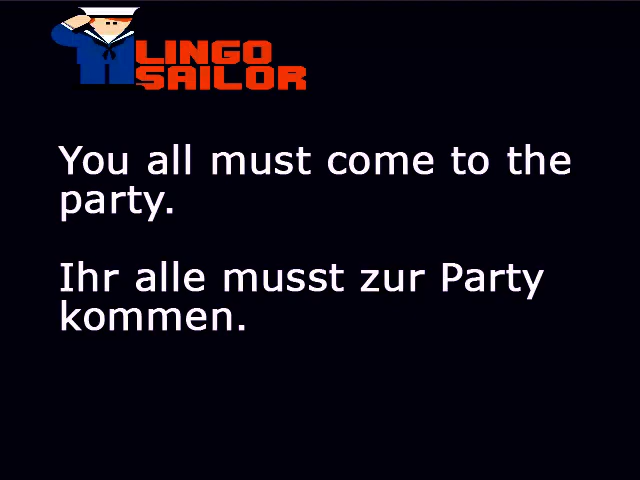 LINGO
SAILOR
You all must come to the
party.
Ihr alle musst zur Party
kommen.